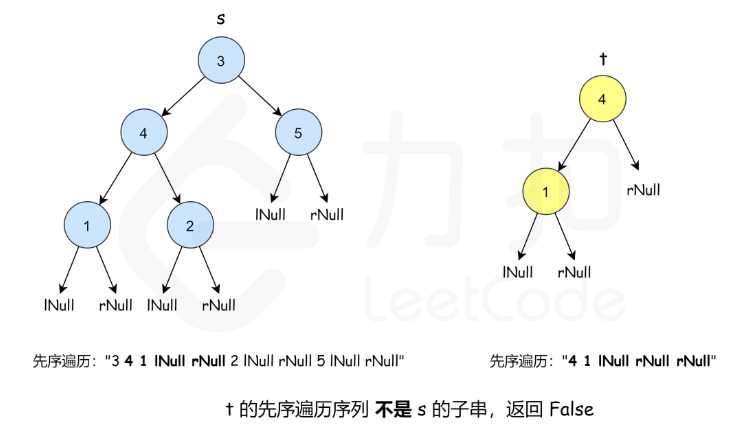 s
t
3
4
4
5
1
rNull
1
2
lNull
rNull
lNull
rNull
lNull
rNull
lNull
rNull
力扣
LeetCode
先序遍历："3 4 1 lNull rNull 2 lNull rNull 5 lNull rNull"
先序遍历："4 1 lNull rNull rNull"
t 的先序遍历序列 不是 s 的子串，返回 False